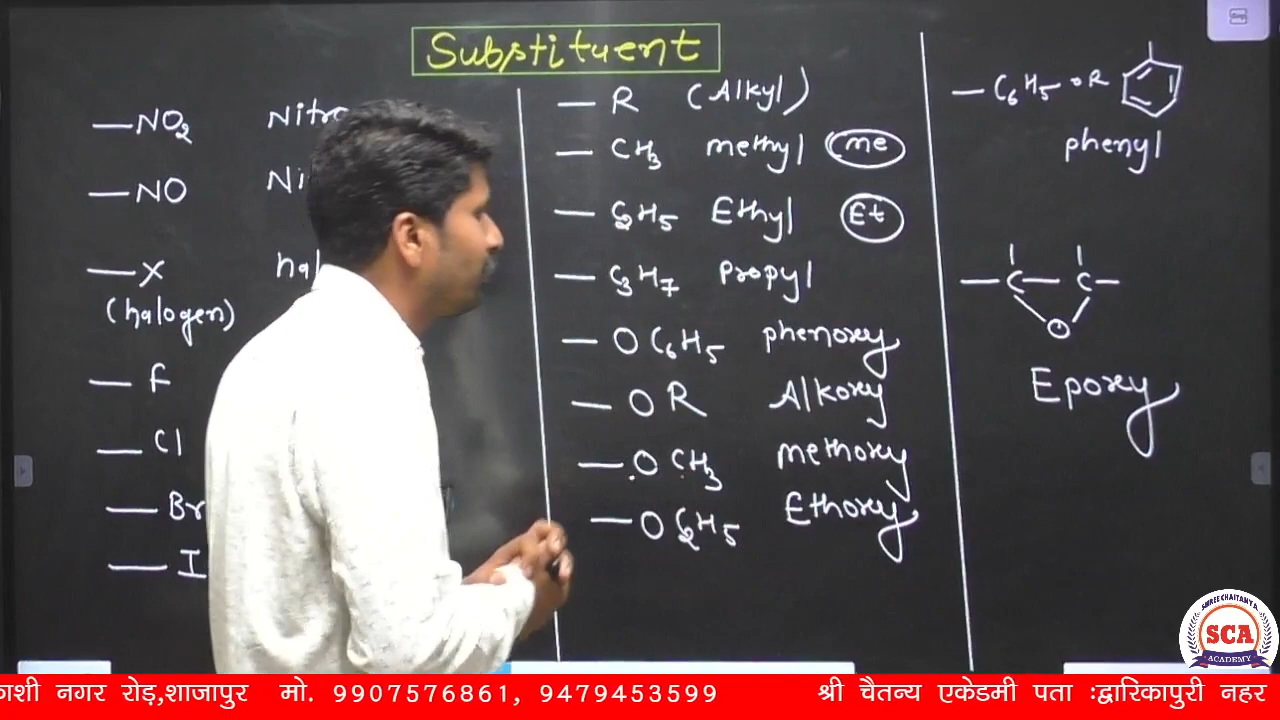 Substituent
—NO₂ Nitro
—NO Ni
—X hal
(halogen)
—F
—Cl
—Br
—I
—R (Alkyl)
—CH₃ methyl me
—C₂H₅ Ethyl Et
—C₃H₇ propyl
—OC₆H₅ phenoxy
—OR Alkoxy
—OCH₃ methoxy
—OC₂H₅ Ethoxy
—C₆H₅ OR
phenyl
—C—C—
O
Epoxy
SHREE CHAITANYA
SCA
ACADEMY
काशी नगर रोड़,शाजापुर मो. 9907576861, 9479453599 श्री चैतन्य एकेडमी पता :द्वारिकापुरी नहर